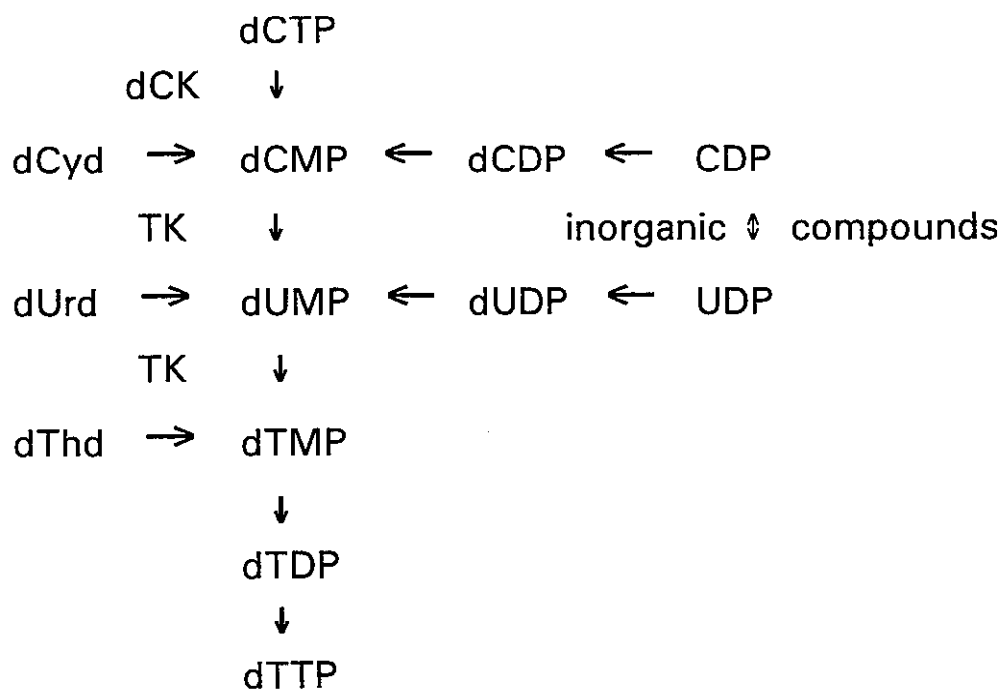 dCTP
dCK ↓
dCyd → dCMP ← dCDP ← CDP
TK ↓ inorganic ⇕ compounds
dUrd → dUMP ← dUDP ← UDP
TK ↓
dThd → dTMP
↓
dTDP
↓
dTTP